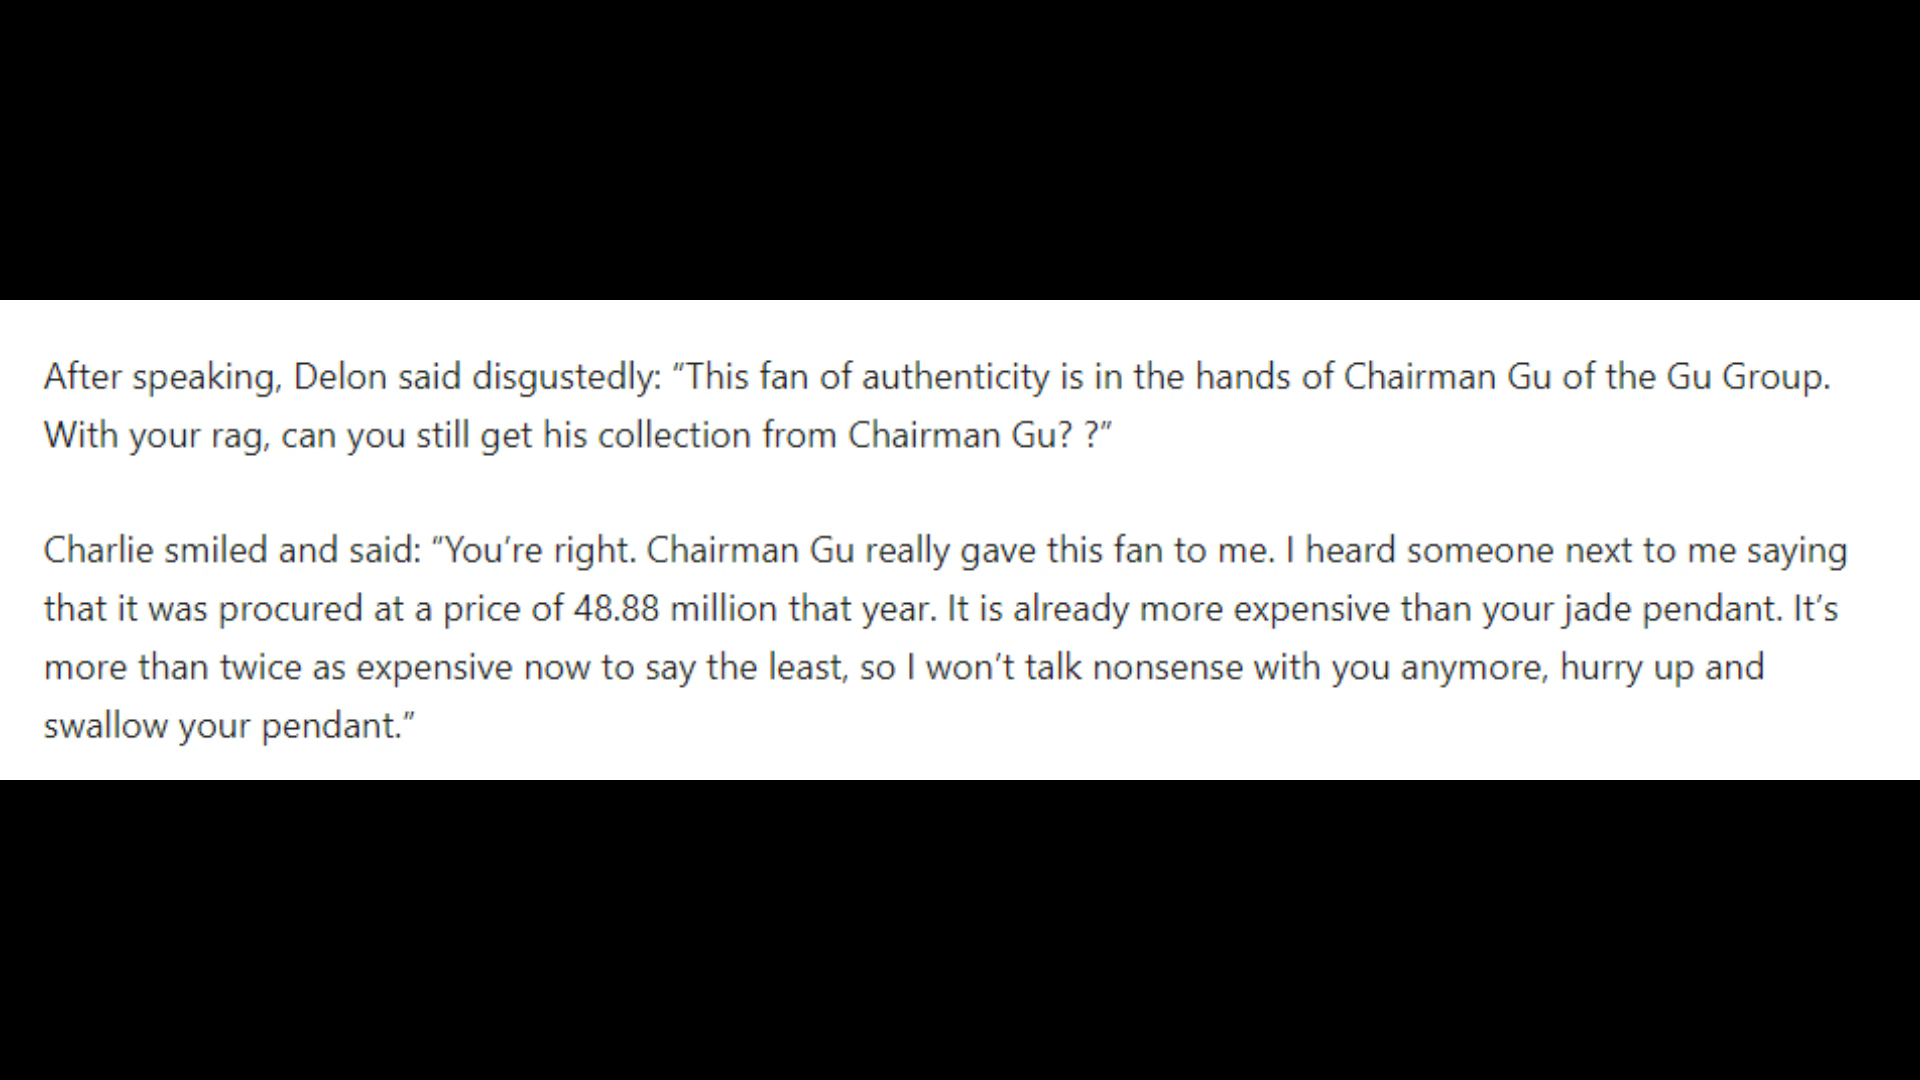 After speaking, Delon said disgustedly: “This fan of authenticity is in the hands of Chairman Gu of the Gu Group.
With your rag, can you still get his collection from Chairman Gu? ?”
Charlie smiled and said: “You’re right. Chairman Gu really gave this fan to me. I heard someone next to me saying
that it was procured at a price of 48.88 million that year. It is already more expensive than your jade pendant. It’s
more than twice as expensive now to say the least, so I won’t talk nonsense with you anymore, hurry up and
swallow your pendant.”